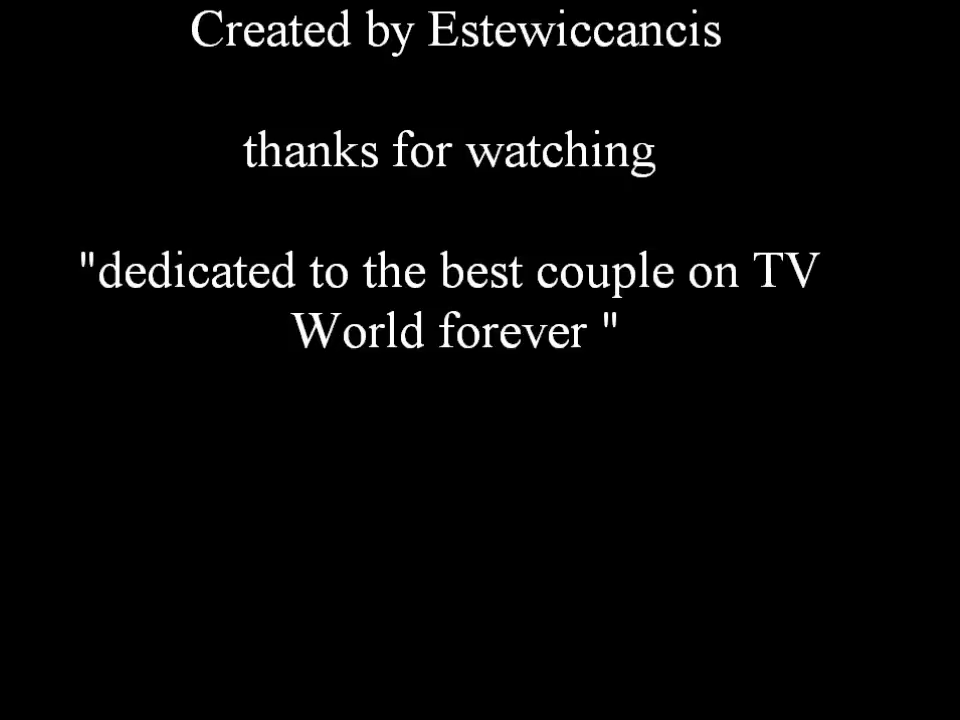 Created by Estewiccancis
thanks for watching
"dedicated to the best couple on TV
World forever "